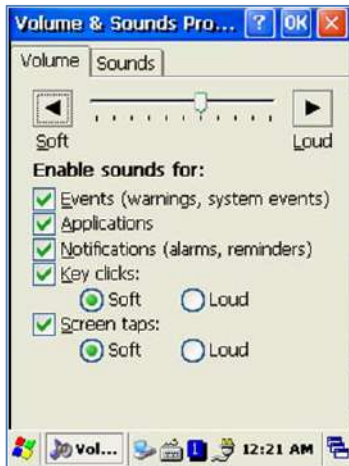 Volume & Sounds Pro... ? OK
Volume Sounds
Soft Loud
Enable sounds for:
Events (warnings, system events)
Applications
Notifications (alarms, reminders)
Key clicks:
Soft Loud
Screen taps:
Soft Loud
Vol... 1 12:21 AM